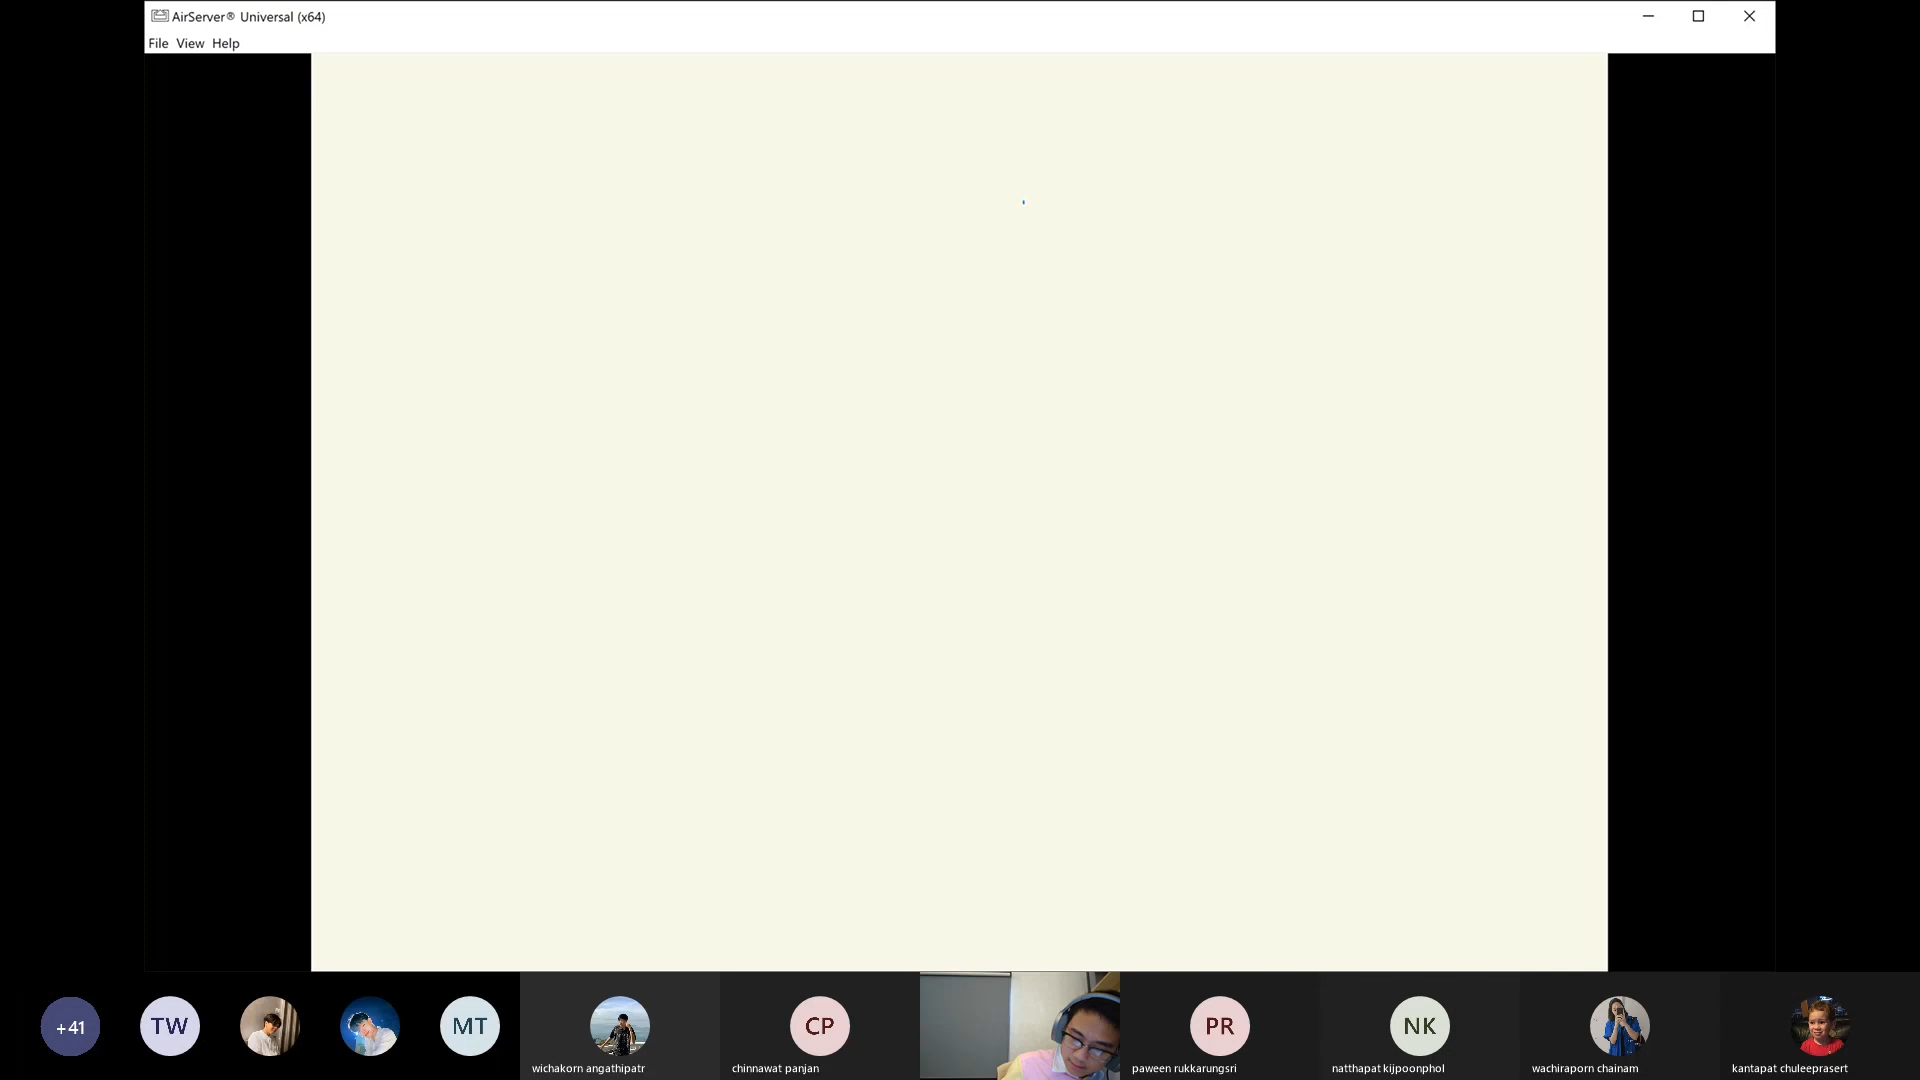 AirServer® Universal (x64)
File View Help
+41
TW
MT
CP
PR
NK
wichakorn angathipatr
chinnawat panjan
paween rukkarungsri
natthapat kijpoonphol
wachiraporn chainam
kantapat chuleeprasert